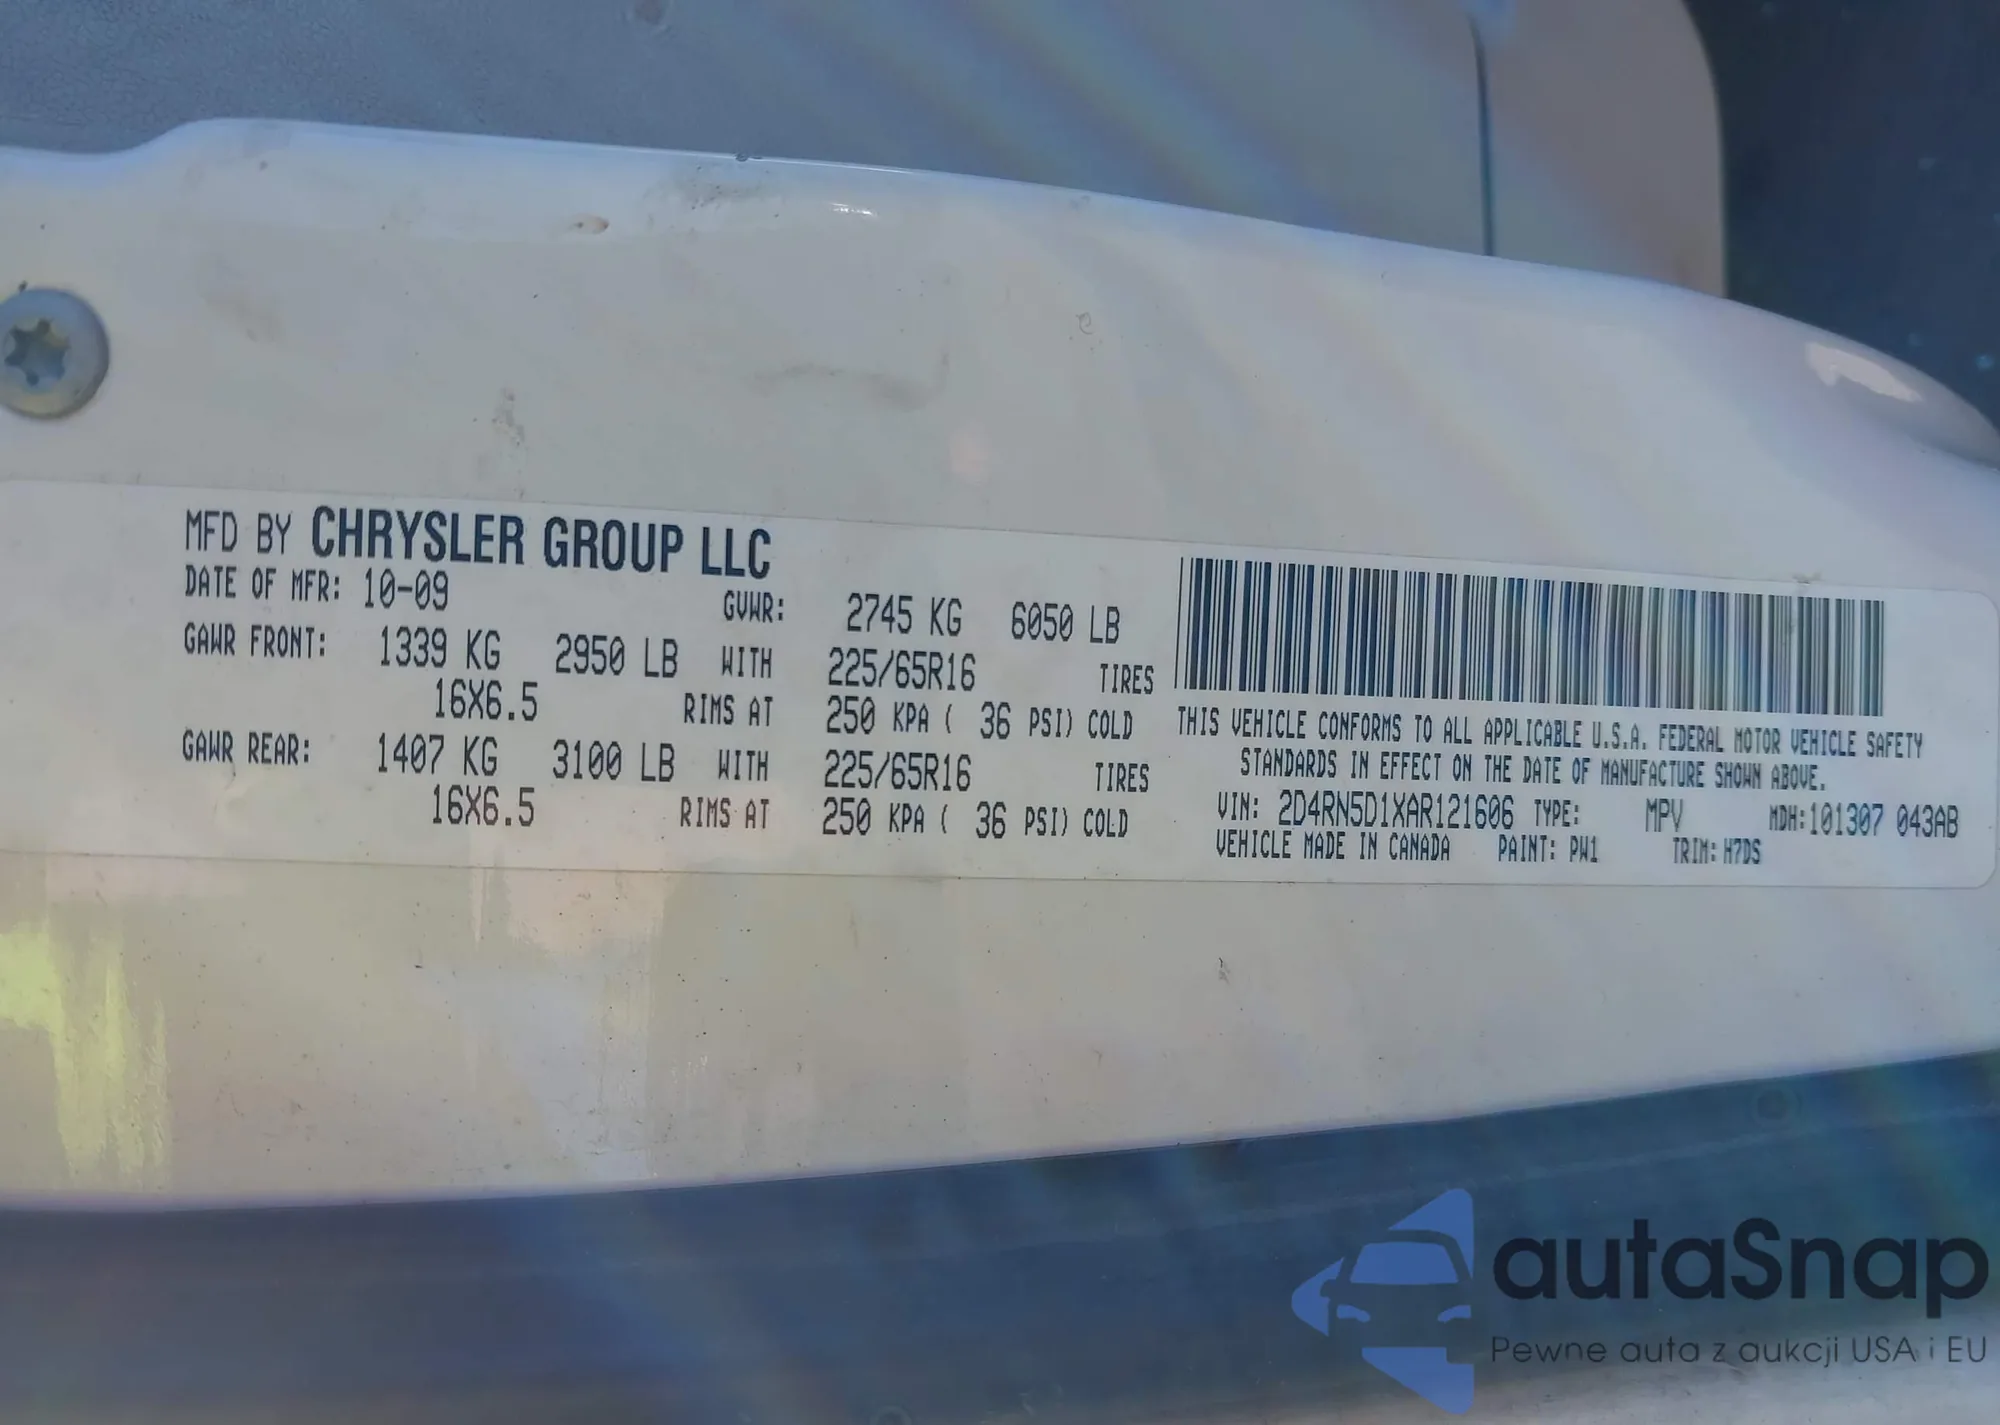 MFD BY CHRYSLER GROUP LLC
DATE OF MFR: 10-09 GVWR: 2745 KG 6050 LB
GAWR FRONT: 1339 KG 2950 LB WITH 225/65R16 TIRES
16X6.5 RIMS AT 250 KPA ( 36 PSI) COLD
GAWR REAR: 1407 KG 3100 LB WITH 225/65R16 TIRES
16X6.5 RIMS AT 250 KPA ( 36 PSI) COLD
THIS VEHICLE CONFORMS TO ALL APPLICABLE U.S.A. FEDERAL MOTOR VEHICLE SAFETY
STANDARDS IN EFFECT ON THE DATE OF MANUFACTURE SHOWN ABOVE.
VIN: 2D4RN5D1XAR121606 TYPE: MPV MDH:101307 043AB
VEHICLE MADE IN CANADA PAINT: PW1 TRIM: H7DS
autaSnap
Pewne auta z aukcji USA i EU